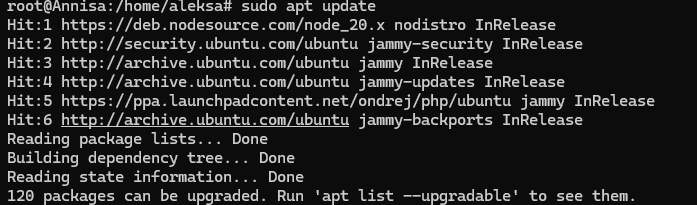 root@Annisa:/home/aleksa# sudo apt update
Hit:1 https://deb.nodesource.com/node_20.x nodistro InRelease
Hit:2 http://security.ubuntu.com/ubuntu jammy-security InRelease
Hit:3 http://archive.ubuntu.com/ubuntu jammy InRelease
Hit:4 http://archive.ubuntu.com/ubuntu jammy-updates InRelease
Hit:5 https://ppa.launchpadcontent.net/ondrej/php/ubuntu jammy InRelease
Hit:6 http://archive.ubuntu.com/ubuntu jammy-backports InRelease
Reading package lists... Done
Building dependency tree... Done
Reading state information... Done
120 packages can be upgraded. Run 'apt list --upgradable' to see them.